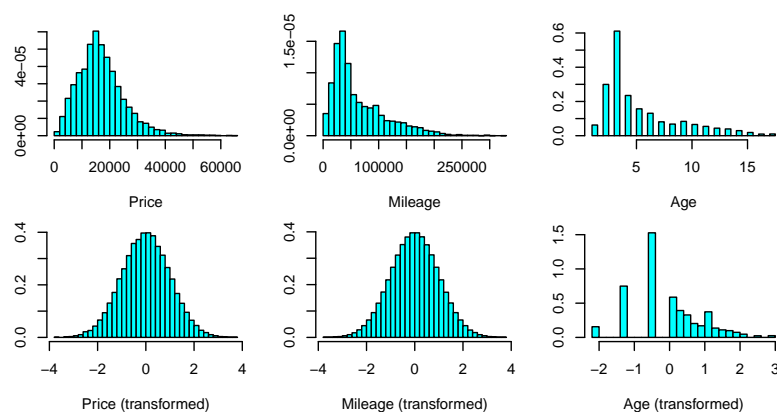 0e+00 4e−05
0 20000 40000 60000
Price
0.0e+00 1.5e−05
0 100000 250000
Mileage
0.0 0.2 0.4 0.6
5 10 15
Age
0.0 0.2 0.4
−4 −2 0 2 4
Price (transformed)
0.0 0.2 0.4
−4 −2 0 2 4
Mileage (transformed)
0.0 0.5 1.0 1.5
−2 −1 0 1 2 3
Age (transformed)